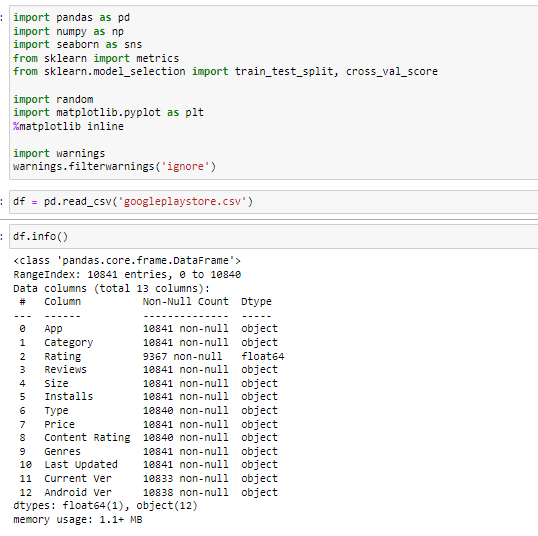 : import pandas as pd
import numpy as np
import seaborn as sns
from sklearn import metrics
from sklearn.model_selection import train_test_split, cross_val_score

import random
import matplotlib.pyplot as plt
%matplotlib inline

import warnings
warnings.filterwarnings('ignore')

: df = pd.read_csv('googleplaystore.csv')

: df.info()

<class 'pandas.core.frame.DataFrame'>
RangeIndex: 10841 entries, 0 to 10840
Data columns (total 13 columns):
 #   Column          Non-Null Count  Dtype
---  ------          --------------  -----
 0   App             10841 non-null  object
 1   Category        10841 non-null  object
 2   Rating          9367 non-null   float64
 3   Reviews         10841 non-null  object
 4   Size            10841 non-null  object
 5   Installs        10841 non-null  object
 6   Type            10840 non-null  object
 7   Price           10841 non-null  object
 8   Content Rating  10840 non-null  object
 9   Genres          10841 non-null  object
 10  Last Updated    10841 non-null  object
 11  Current Ver     10833 non-null  object
 12  Android Ver     10838 non-null  object
dtypes: float64(1), object(12)
memory usage: 1.1+ MB